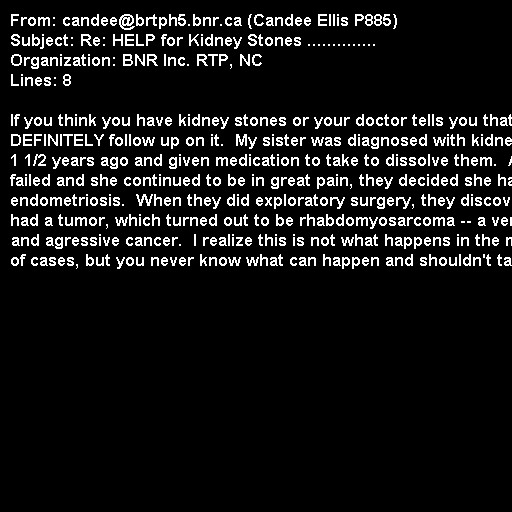 From: candee@brtph5.bnr.ca (Candee Ellis P885)
Subject: Re: HELP for Kidney Stones ..............
Organization: BNR Inc. RTP, NC
Lines: 8

If you think you have kidney stones or your doctor tells you that
DEFINITELY follow up on it.  My sister was diagnosed with
1 1/2 years ago and given medication to take to dissolve them.
failed and she continued to be in great pain, they decided she
endometriosis.  When they did exploratory surgery, they
had a tumor, which turned out to be rhabdomyosarcoma -- a
and agressive cancer.  I realize this is not what happens in the
of cases, but you never know what can happen and shouldn't